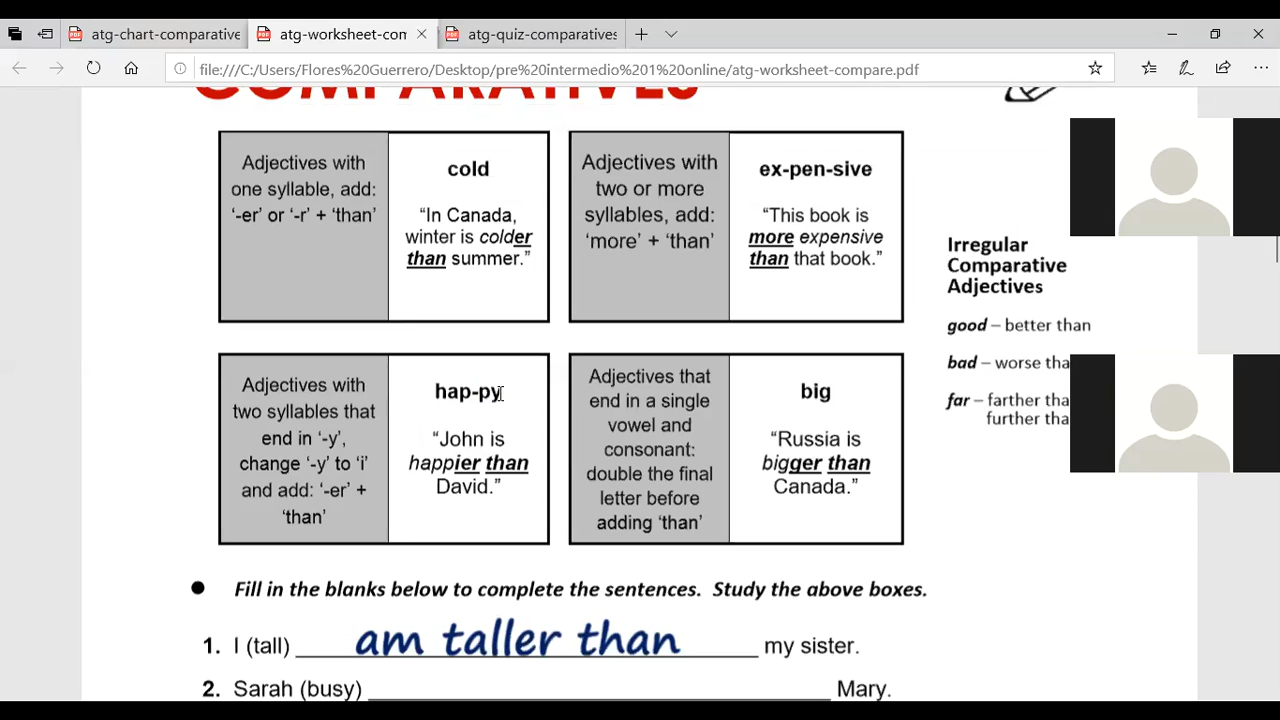 atg-chart-comparative
atg-worksheet-com
atg-quiz-comparatives
file:///C:/Users/Flores%20Guerrero/Desktop/pre%20intermedio%201%20online/atg-worksheet-compare.pdf
COMPARATIVES
Adjectives with
one syllable, add:
‘-er’ or ‘-r’ + ‘than’
cold
“In Canada,
winter is colder
than summer.”
Adjectives with
two or more
syllables, add:
‘more’ + ‘than’
ex-pen-sive
“This book is
more expensive
than that book.”
Irregular
Comparative
Adjectives
good – better than
bad – worse tha
far – farther tha
further tha
Adjectives with
two syllables that
end in ‘-y’,
change ‘-y’ to ‘i’
and add: ‘-er’ +
‘than’
hap-py
“John is
happier than
David.”
Adjectives that
end in a single
vowel and
consonant:
double the final
letter before
adding ‘than’
big
“Russia is
bigger than
Canada.”
● Fill in the blanks below to complete the sentences. Study the above boxes.
1. I (tall) am taller than my sister.
2. Sarah (busy) Mary.